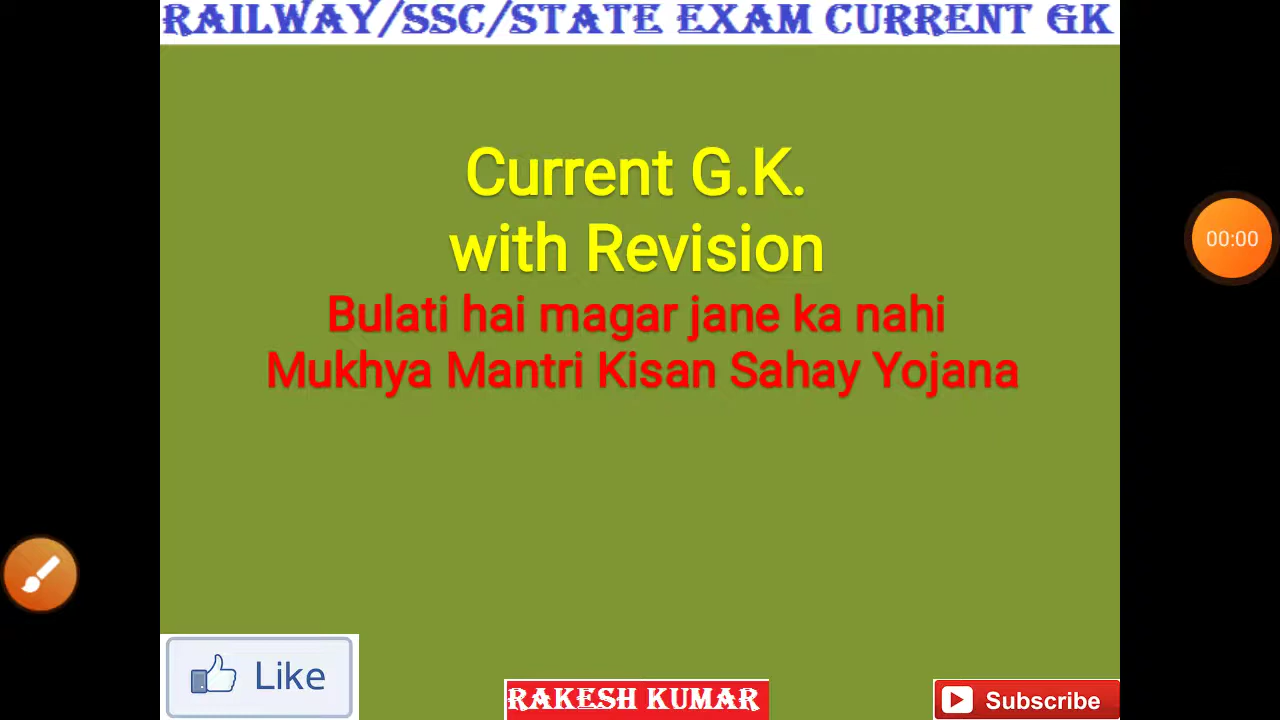 RAILWAY/SSC/STATE EXAM CURRENT GK
Current G.K.
with Revision
Bulati hai magar jane ka nahi
Mukhya Mantri Kisan Sahay Yojana
00:00
Like
RAKESH KUMAR
Subscribe